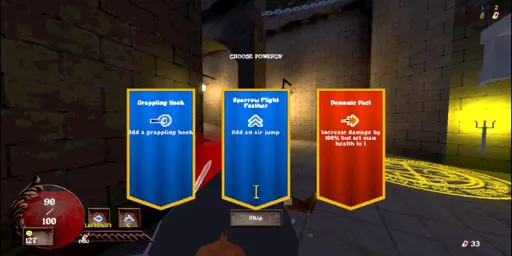 CHOOSE POWERUP
Grappling Hook
Add a grappling hook
Sparrow Flight
Feather
Add an air jump
Demonic Pact
Increase damage by
100% but set max
health to 1
Skip
90
/
100
127
33